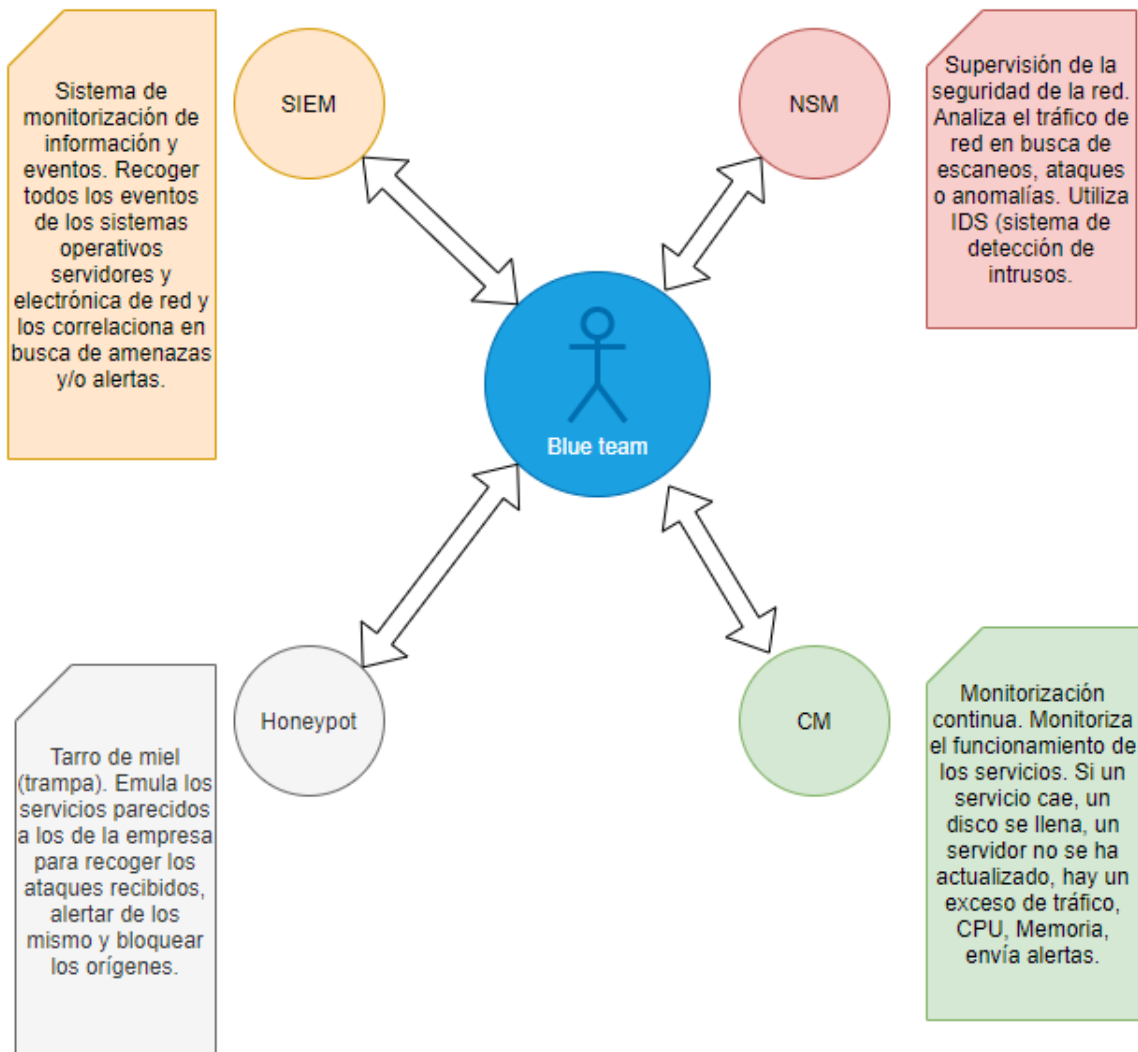 SIEM
Sistema de
monitorización de
información y
eventos. Recoger
todos los eventos
de los sistemas
operativos
servidores y
electrónica de red y
los correlaciona en
busca de amenazas
y/o alertas.
NSM
Supervisión de la
seguridad de la red.
Analiza el tráfico de
red en busca de
escaneos, ataques
o anomalías. Utiliza
IDS (sistema de
detección de
intrusos.
Blue team
Honeypot
Tarro de miel
(trampa). Emula los
servicios parecidos
a los de la empresa
para recoger los
ataques recibidos,
alertar de los
mismo y bloquear
los orígenes.
CM
Monitorización
continua. Monitoriza
el funcionamiento de
los servicios. Si un
servicio cae, un
disco se llena, un
servidor no se ha
actualizado, hay un
exceso de tráfico,
CPU, Memoria,
envía alertas.